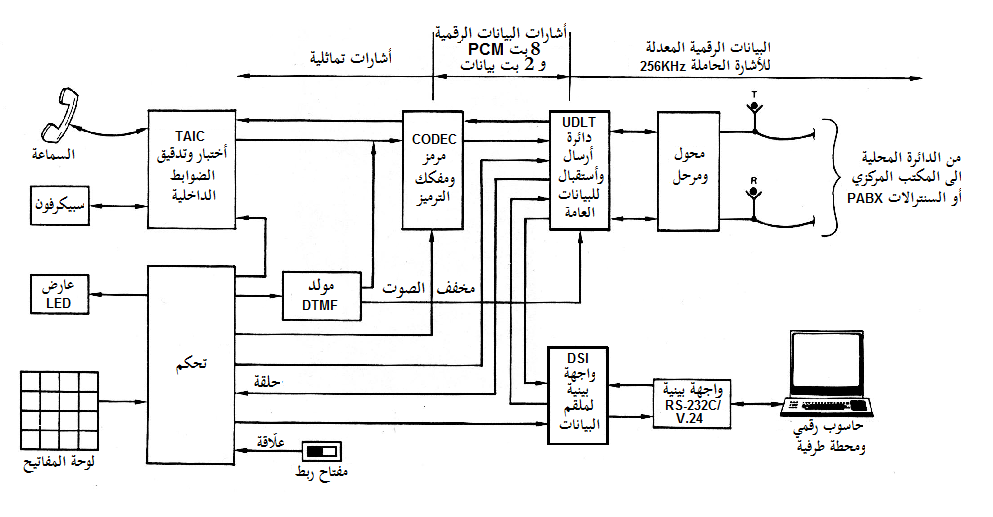 أشارات البيانات الرقمية
8 بت PCM
و 2 بت بيانات
أشارات تماثلية
البيانات الرقمية المعدلة
للأشارة الحاملة 256KHz
السماعة
TAIC
أختبار وتدقيق
الضوابط
الداخلية
CODEC
مرمز
ومفكك
الترميز
UDLT
دائرة
أرسال
وأستقبال
للبيانات
العامة
محول
ومرحل
T
R
من الدائرة المحلية
الى المكتب المركزي
أو السنترالات PABX
سبيكرفون
عارض
LED
مولد
DTMF
مخفف الصوت
تحكم
حلقة
علّاقة
مفتاح ربط
لوحة المفاتيح
DSI
واجهة
بينية
لملقم
البيانات
واجهة بينية
RS-232C/
V.24
حاسوب رقمي
ومحطة طرفية